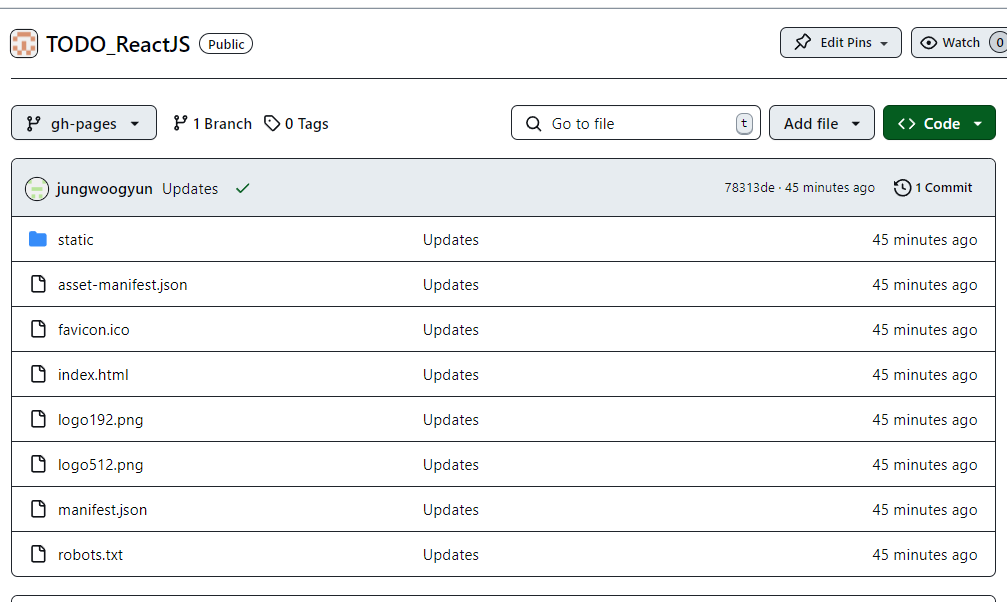 TODO_ReactJS Public Edit Pins Watch 0
gh-pages 1 Branch 0 Tags Go to file t Add file Code
jungwoogyun Updates 78313de · 45 minutes ago 1 Commit
static Updates 45 minutes ago
asset-manifest.json Updates 45 minutes ago
favicon.ico Updates 45 minutes ago
index.html Updates 45 minutes ago
logo192.png Updates 45 minutes ago
logo512.png Updates 45 minutes ago
manifest.json Updates 45 minutes ago
robots.txt Updates 45 minutes ago